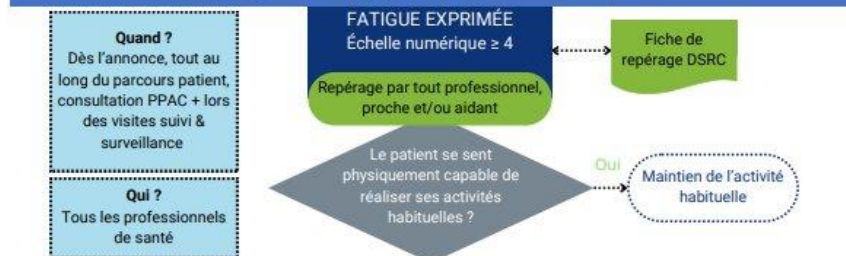 Quand ?
Dès l'annonce, tout au
long du parcours patient,
consultation PPAC + lors
des visites suivi &
surveillance
Qui ?
Tous les professionnels
de santé
FATIGUE EXPRIMÉE
Échelle numérique ≥ 4
Repérage par tout professionnel,
proche et/ou aidant
Fiche de
repérage DSRC
Le patient se sent
physiquement capable de
réaliser ses activités
habituelles ?
Oui
Maintien de l'activité
habituelle